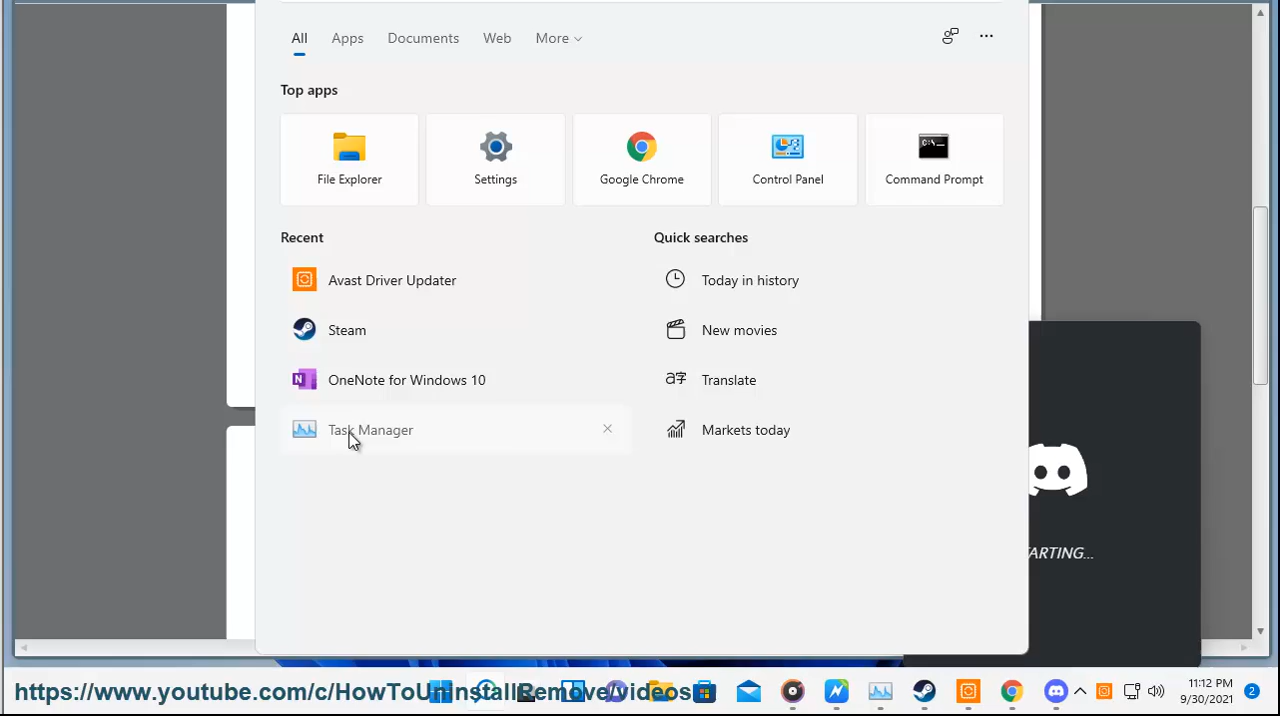 All Apps Documents Web More
Top apps
File Explorer Settings Google Chrome Control Panel Command Prompt
Recent
Avast Driver Updater
Steam
OneNote for Windows 10
Task Manager
Quick searches
Today in history
New movies
Translate
Markets today
ARTING...
https://www.youtube.com/c/HowToUninstallRemove/videos
11:12 PM
9/30/2021
2